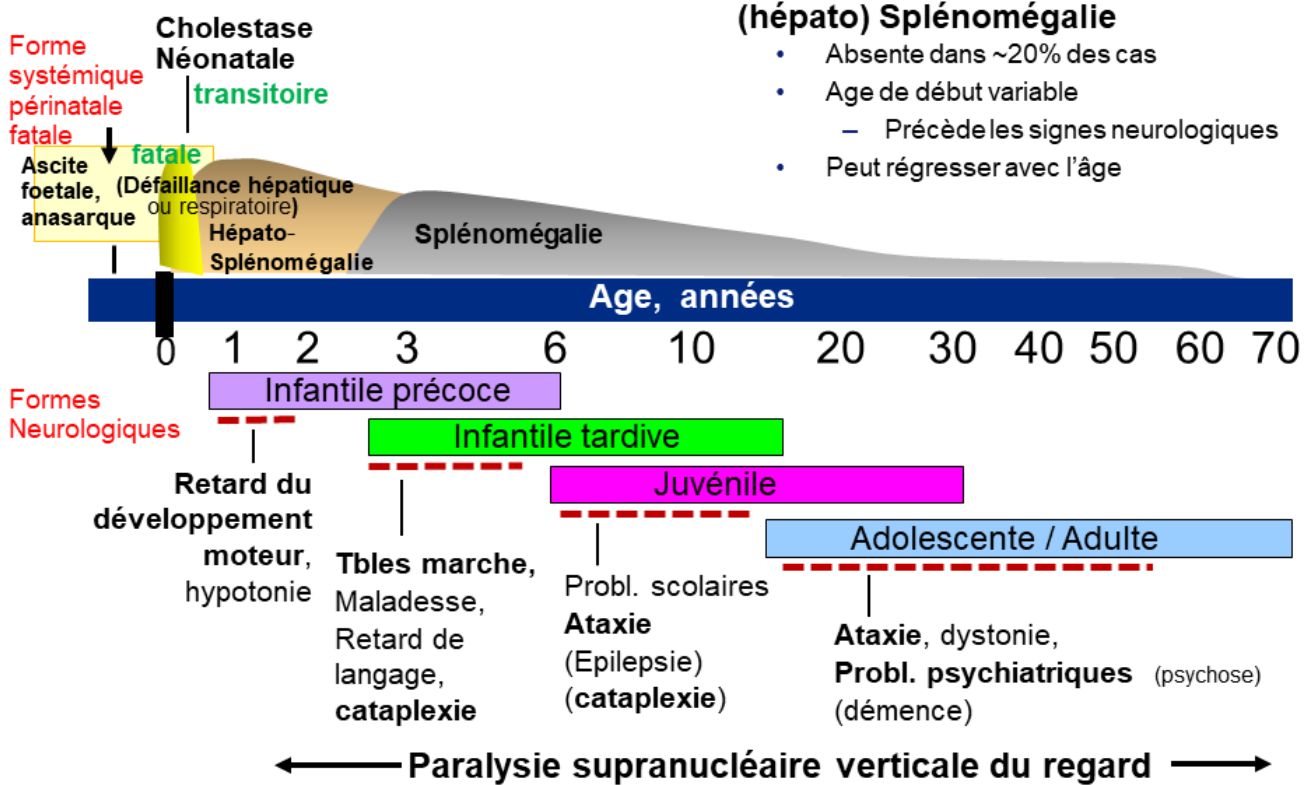 Forme
systémique
périnatale
fatale
Cholestase
Néonatale
transitoire
fatale
(hépato) Splénomégalie
• Absente dans ~20% des cas
• Age de début variable
– Précède les signes neurologiques
• Peut régresser avec l'âge
Ascite
foetale,
anasarque
(Défaillance hépatique
ou respiratoire)
Hépato-
Splénomégalie
Splénomégalie
Age, années
0 1 2 3 6 10 20 30 40 50 60 70
Formes
Neurologiques
Infantile précoce
Infantile tardive
Juvénile
Adolescente / Adulte
Retard du
développement
moteur,
hypotonie
Tbles marche,
Maladesse,
Retard de
langage,
cataplexie
Probl. scolaires
Ataxie
(Epilepsie)
(cataplexie)
Ataxie, dystonie,
Probl. psychiatriques (psychose)
(démence)
Paralysie supranucléaire verticale du regard